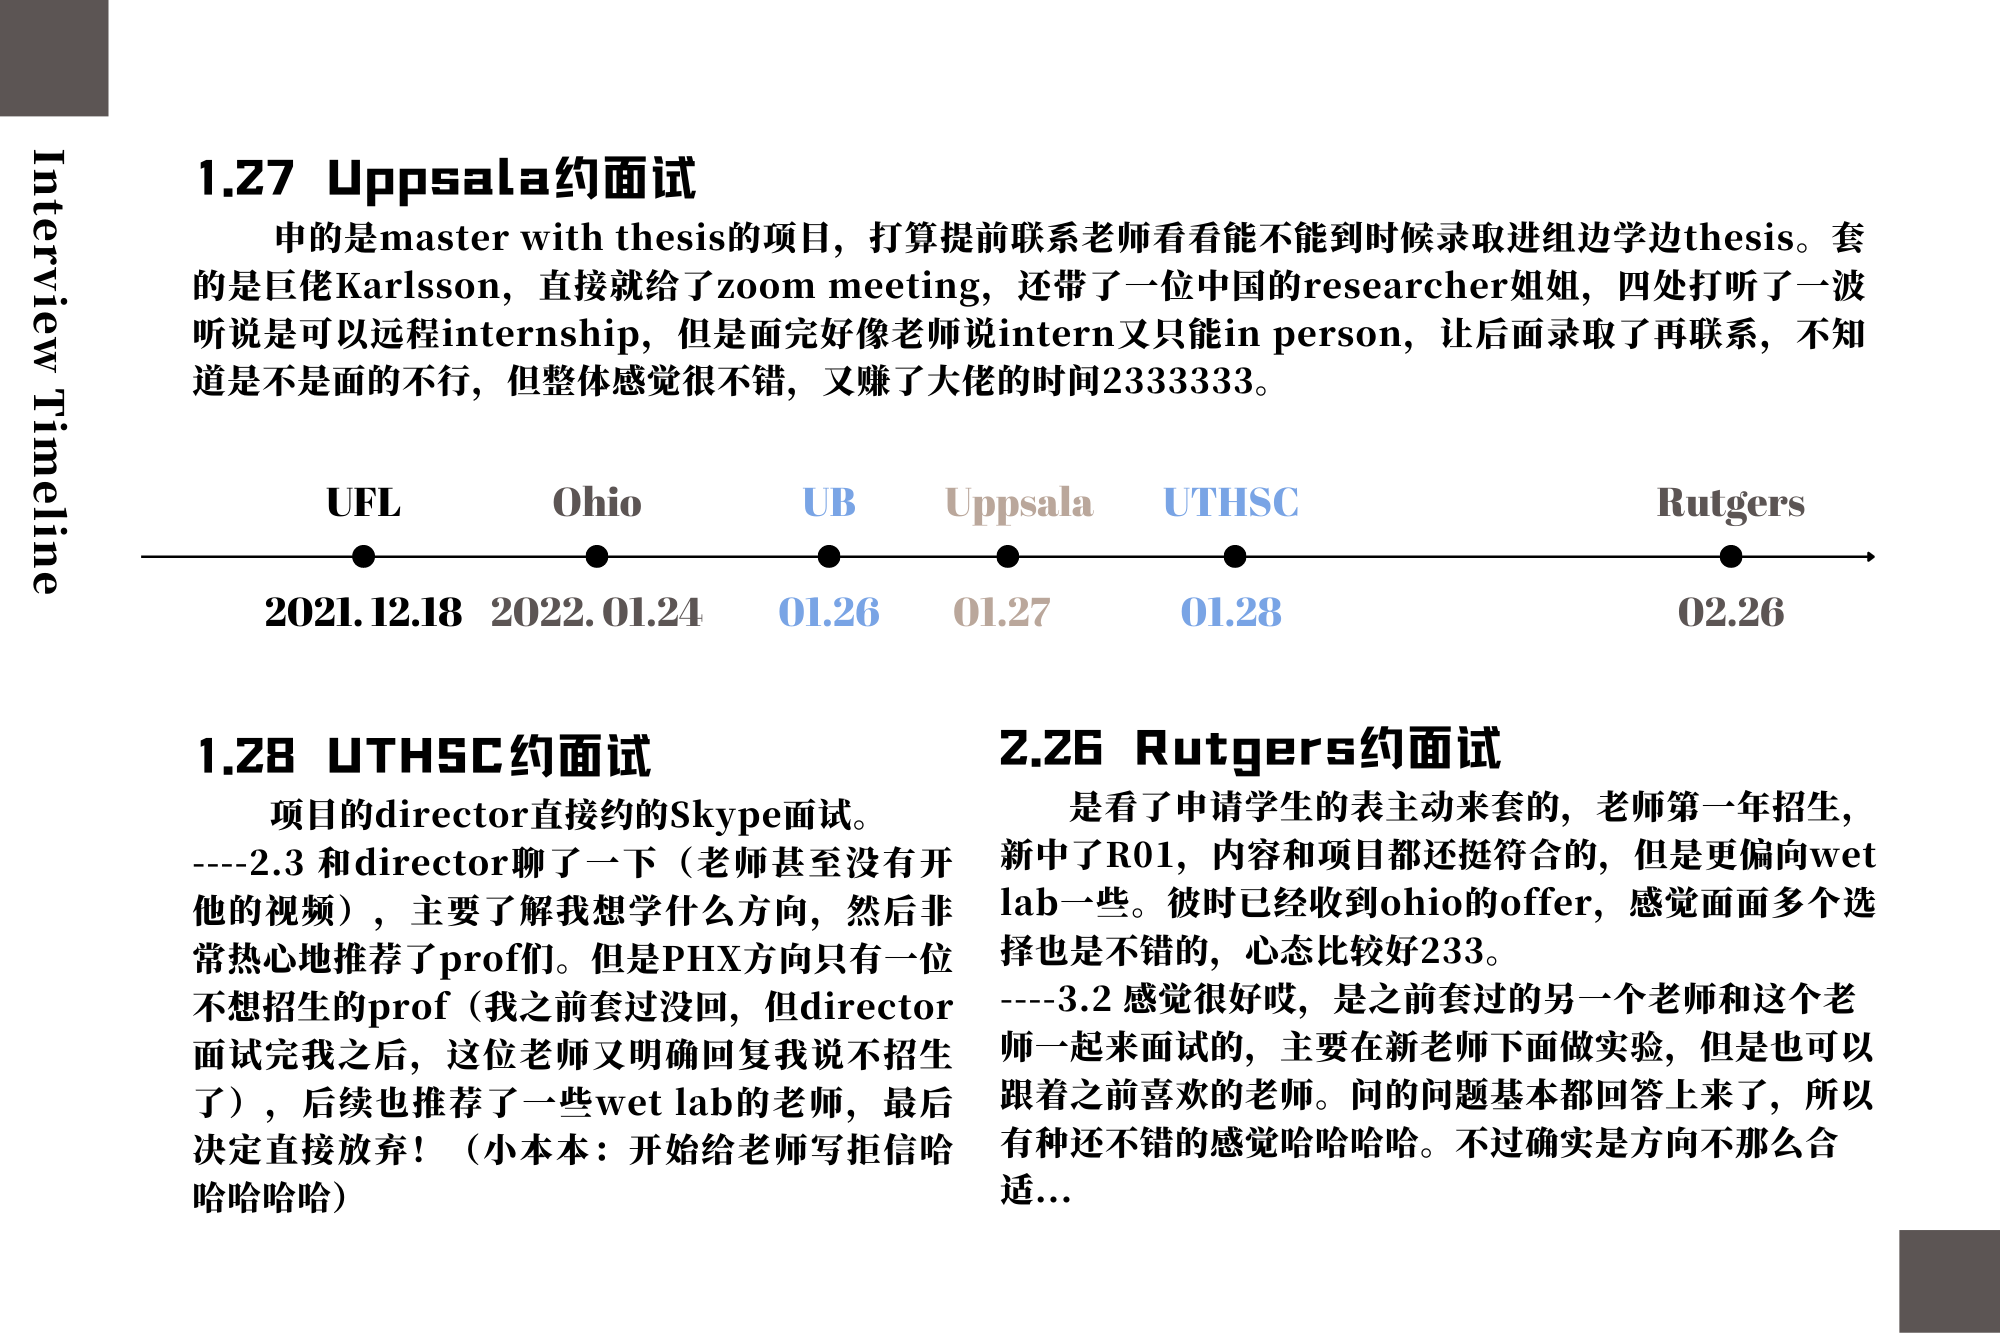 Interview Timeline
1.27 Uppsala约面试
申的是master with thesis的项目，打算提前联系老师看看能不能到时候录取进组边学边thesis。套
的是巨佬Karlsson，直接就给了zoom meeting，还带了一位中国的researcher姐姐，四处打听了一波
听说是可以远程internship，但是面完好像老师说intern又只能in person，让后面录取了再联系，不知
道是不是面的不行，但整体感觉很不错，又赚了大佬的时间2333333。
UFL Ohio UB Uppsala UTHSC Rutgers
2021. 12.18 2022. 01.24 01.26 01.27 01.28 02.26
1.28 UTHSC约面试
项目的director直接约的Skype面试。
----2.3 和director聊了一下（老师甚至没有开
他的视频），主要了解我想学什么方向，然后非
常热心地推荐了prof们。但是PHX方向只有一位
不想招生的prof（我之前套过没回，但director
面试完我之后，这位老师又明确回复我说不招生
了），后续也推荐了一些wet lab的老师，最后
决定直接放弃！（小本本：开始给老师写拒信哈
哈哈哈哈）
2.26 Rutgers约面试
是看了申请学生的表主动来套的，老师第一年招生，
新中了R01，内容和项目都还挺符合的，但是更偏向wet
lab一些。彼时已经收到ohio的offer，感觉面面多个选
择也是不错的，心态比较好233。
----3.2 感觉很好哎，是之前套过的另一个老师和这个老
师一起来面试的，主要在新老师下面做实验，但是也可以
跟着之前喜欢的老师。问的问题基本都回答上来了，所以
有种还不错的感觉哈哈哈哈。不过确实是方向不那么合
适...